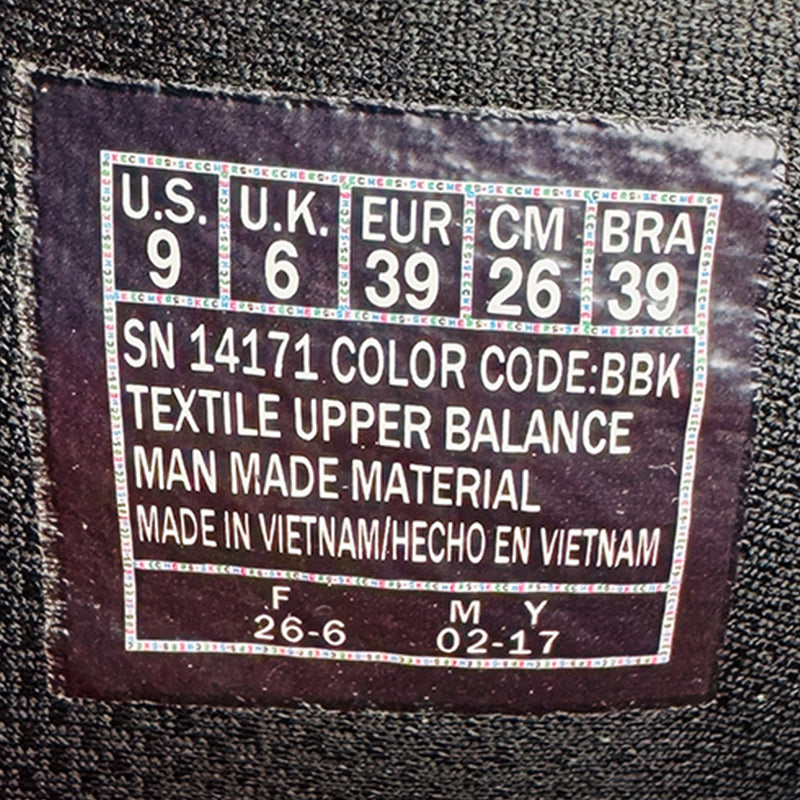 U.S. U.K. EUR CM BRA
9 6 39 26 39
SN 14171 COLOR CODE:BBK
TEXTILE UPPER BALANCE
MAN MADE MATERIAL
MADE IN VIETNAM/HECHO EN VIETNAM
F M Y
26-6 02-17